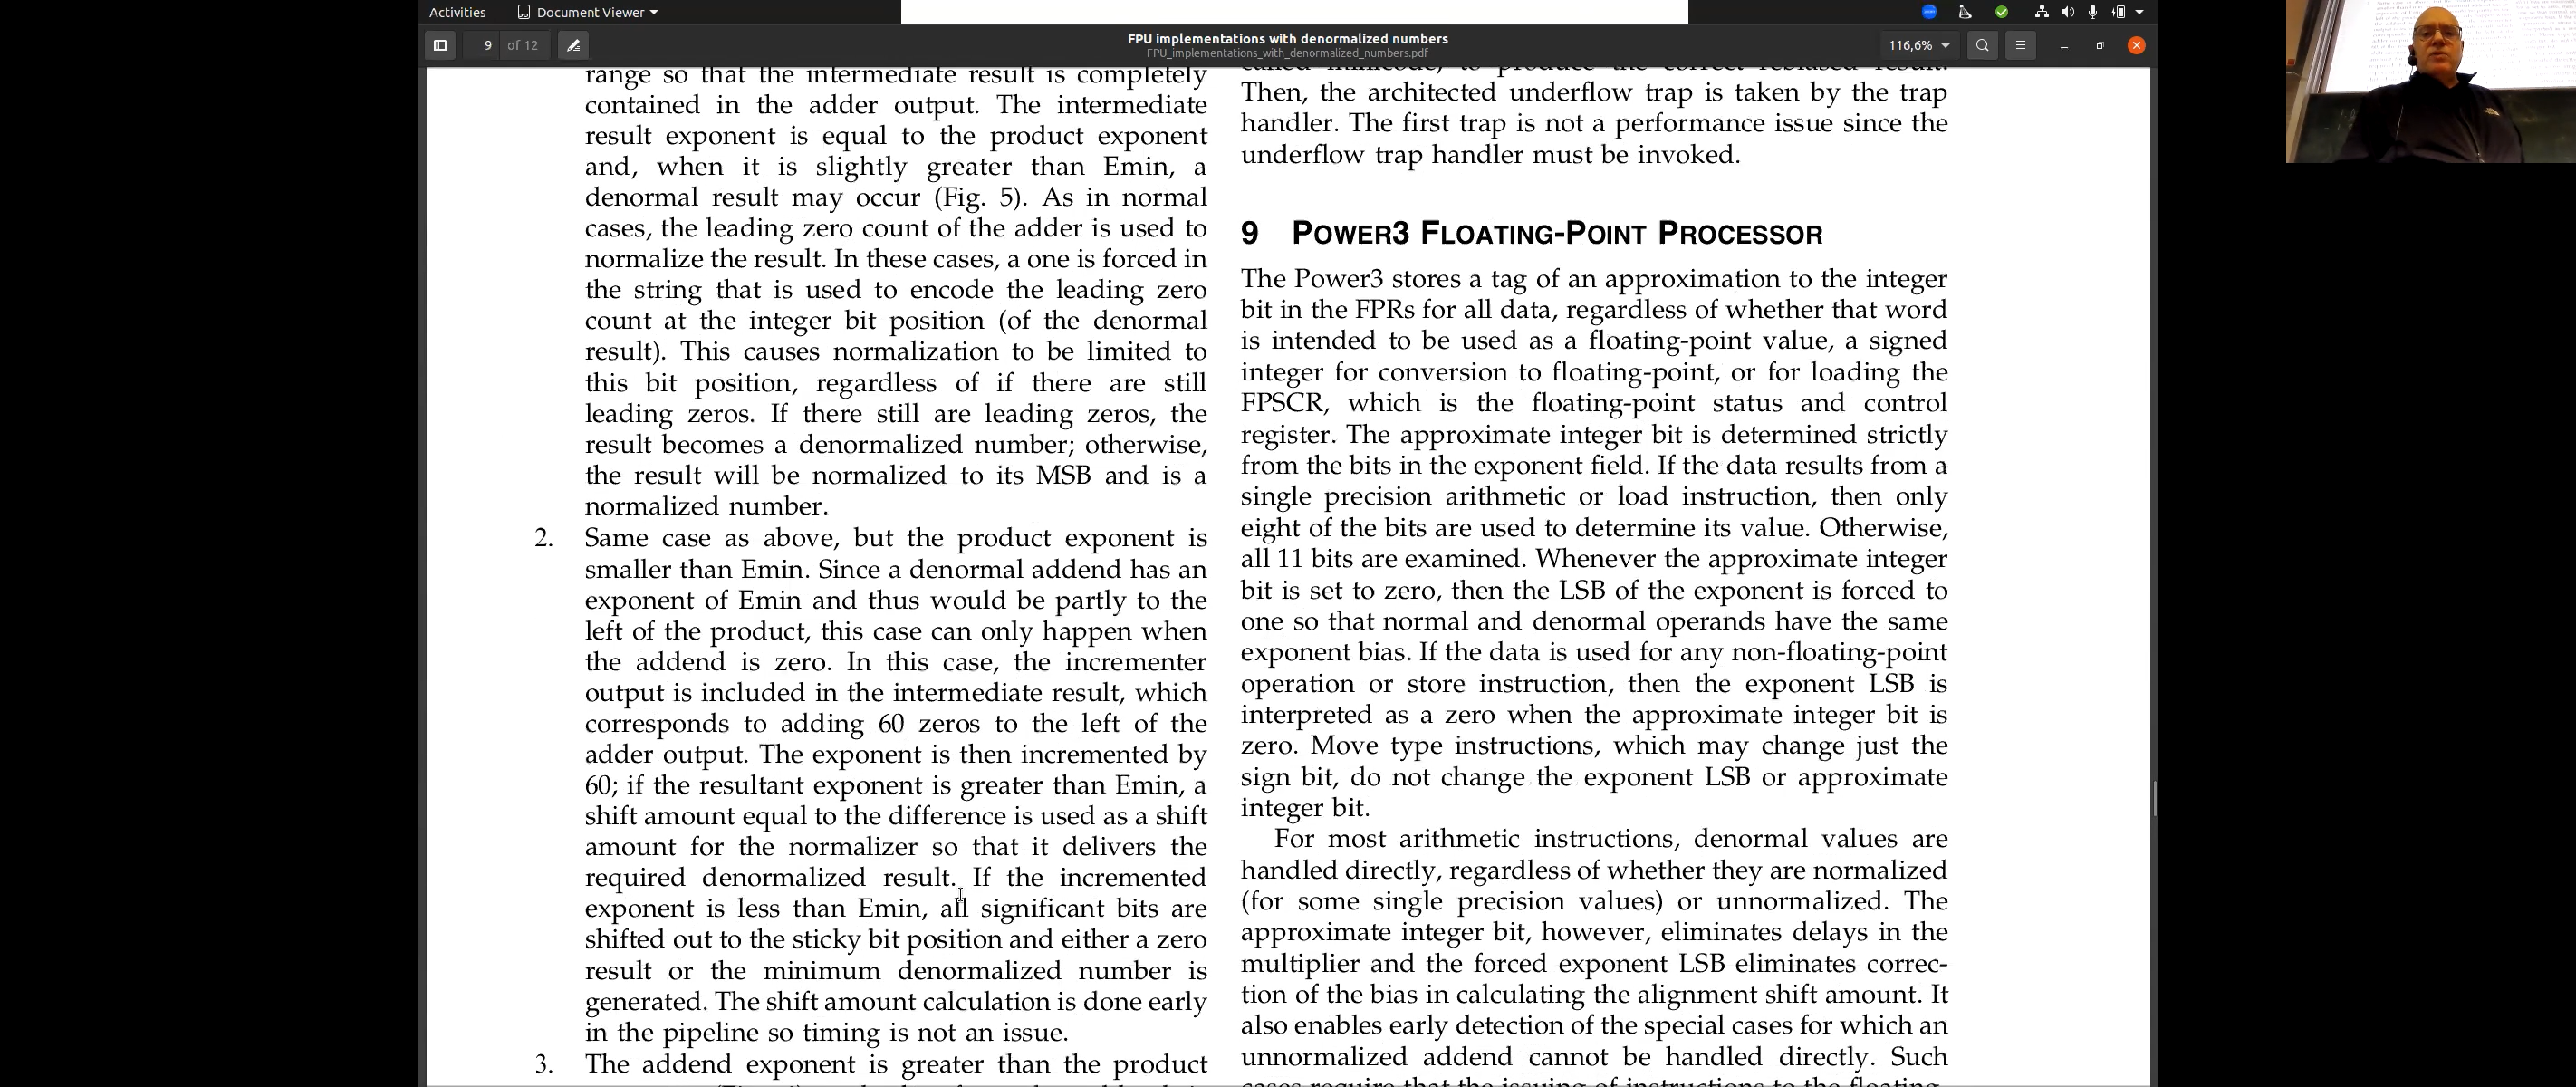 Activities
Document Viewer
9 of 12
FPU implementations with denormalized numbers
FPU_implementations_with_denormalized_numbers.pdf
116,6%
range so that the intermediate result is completely
contained in the adder output. The intermediate
result exponent is equal to the product exponent
and, when it is slightly greater than Emin, a
denormal result may occur (Fig. 5). As in normal
cases, the leading zero count of the adder is used to
normalize the result. In these cases, a one is forced in
the string that is used to encode the leading zero
count at the integer bit position (of the denormal
result). This causes normalization to be limited to
this bit position, regardless of if there are still
leading zeros. If there still are leading zeros, the
result becomes a denormalized number; otherwise,
the result will be normalized to its MSB and is a
normalized number.
2. Same case as above, but the product exponent is
smaller than Emin. Since a denormal addend has an
exponent of Emin and thus would be partly to the
left of the product, this case can only happen when
the addend is zero. In this case, the incrementer
output is included in the intermediate result, which
corresponds to adding 60 zeros to the left of the
adder output. The exponent is then incremented by
60; if the resultant exponent is greater than Emin, a
shift amount equal to the difference is used as a shift
amount for the normalizer so that it delivers the
required denormalized result. If the incremented
exponent is less than Emin, all significant bits are
shifted out to the sticky bit position and either a zero
result or the minimum denormalized number is
generated. The shift amount calculation is done early
in the pipeline so timing is not an issue.
3. The addend exponent is greater than the product
Then, the architected underflow trap is taken by the trap
handler. The first trap is not a performance issue since the
underflow trap handler must be invoked.
9 POWER3 FLOATING-POINT PROCESSOR
The Power3 stores a tag of an approximation to the integer
bit in the FPRs for all data, regardless of whether that word
is intended to be used as a floating-point value, a signed
integer for conversion to floating-point, or for loading the
FPSCR, which is the floating-point status and control
register. The approximate integer bit is determined strictly
from the bits in the exponent field. If the data results from a
single precision arithmetic or load instruction, then only
eight of the bits are used to determine its value. Otherwise,
all 11 bits are examined. Whenever the approximate integer
bit is set to zero, then the LSB of the exponent is forced to
one so that normal and denormal operands have the same
exponent bias. If the data is used for any non-floating-point
operation or store instruction, then the exponent LSB is
interpreted as a zero when the approximate integer bit is
zero. Move type instructions, which may change just the
sign bit, do not change the exponent LSB or approximate
integer bit.
For most arithmetic instructions, denormal values are
handled directly, regardless of whether they are normalized
(for some single precision values) or unnormalized. The
approximate integer bit, however, eliminates delays in the
multiplier and the forced exponent LSB eliminates correc-
tion of the bias in calculating the alignment shift amount. It
also enables early detection of the special cases for which an
unnormalized addend cannot be handled directly. Such